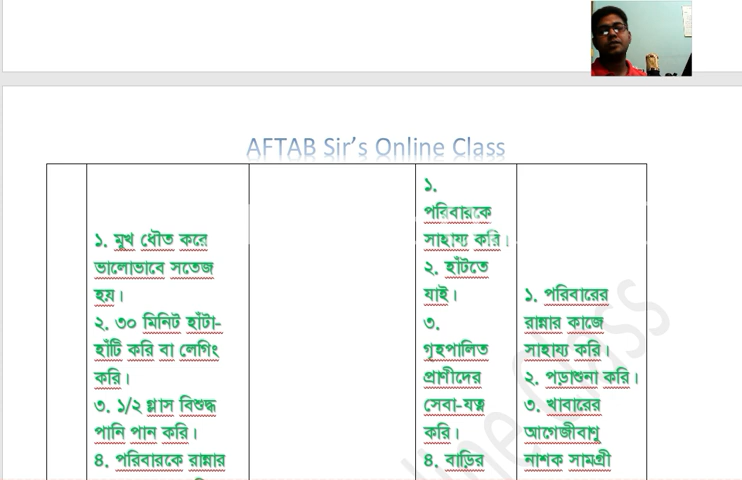 AFTAB Sir's Online Class
১. মুখ ধৌত করে
ভালোভাবে সতেজ
হয়।
২. ৩০ মিনিট হাঁটা-
হাঁটি করি বা লেগিং
করি।
৩. ১/২ গ্লাস বিশুদ্ধ
পানি পান করি।
৪. পরিবারকে রান্নার
১.
পরিবারকে
সাহায্য করি।
২. হাঁটতে
যাই।
৩.
গৃহপালিত
প্রাণীদের
সেবা-যত্ন
করি।
৪. বাড়ির
১. পরিবারের
রান্নার কাজে
সাহায্য করি।
২. পড়াশুনা করি।
৩. খাবারের
আগেজীবাণু
নাশক সামগ্রী
line Class